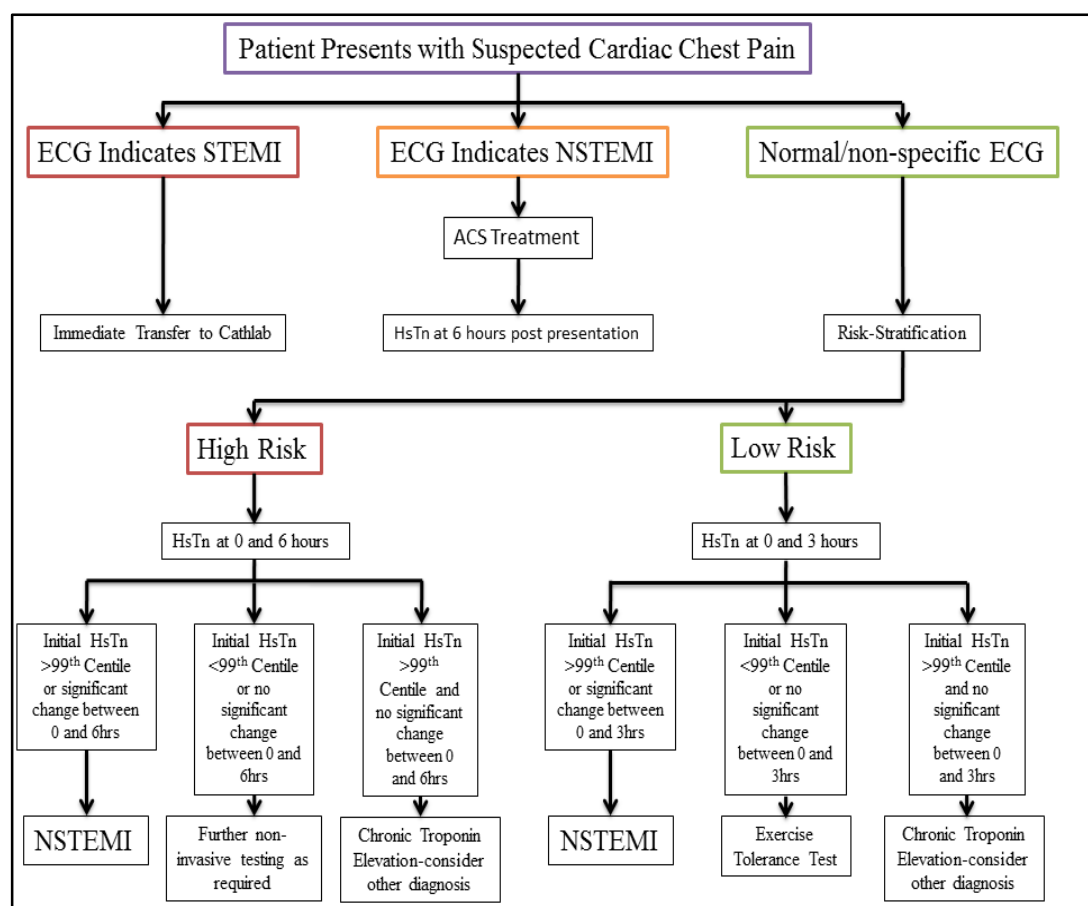 Patient Presents with Suspected Cardiac Chest Pain
ECG Indicates STEMI
ECG Indicates NSTEMI
Normal/non-specific ECG
ACS Treatment
Immediate Transfer to Cathlab
HsTn at 6 hours post presentation
Risk-Stratification
High Risk
Low Risk
HsTn at 0 and 6 hours
HsTn at 0 and 3 hours
Initial HsTn
>99th Centile
or significant
change between
0 and 6hrs
Initial HsTn
<99th Centile
or no
significant
change
between 0 and
6hrs
Initial HsTn
>99th
Centile and
no significant
change
between 0
and 6hrs
Initial HsTn
>99th Centile
or significant
change between
0 and 3hrs
Initial HsTn
<99th Centile
or no
significant
change
between 0 and
3hrs
Initial HsTn
>99th Centile
and no
significant
change
between 0 and
3hrs
NSTEMI
Further non-
invasive testing as
required
Chronic Troponin
Elevation-consider
other diagnosis
NSTEMI
Exercise
Tolerance Test
Chronic Troponin
Elevation-consider
other diagnosis